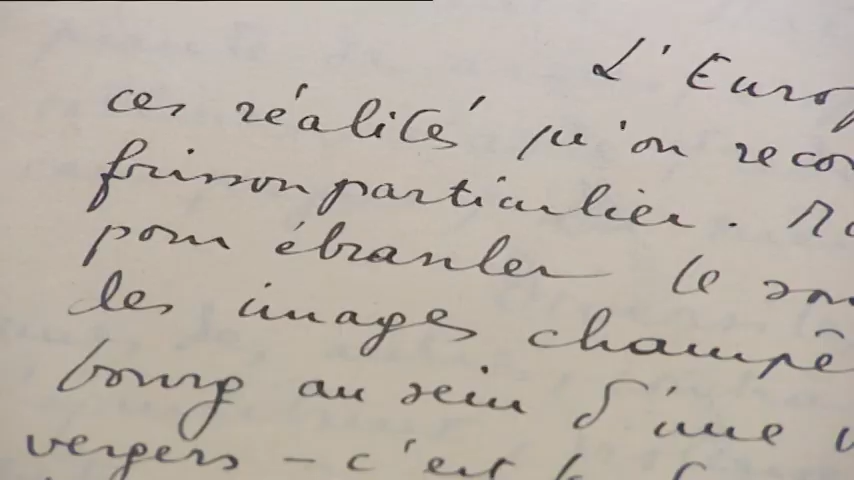 L'Europ
ces réalités qu'on recon
frisson particulier.
pour ébranler le son
les images champê
bourg au sein d'une v
vergers – c'est